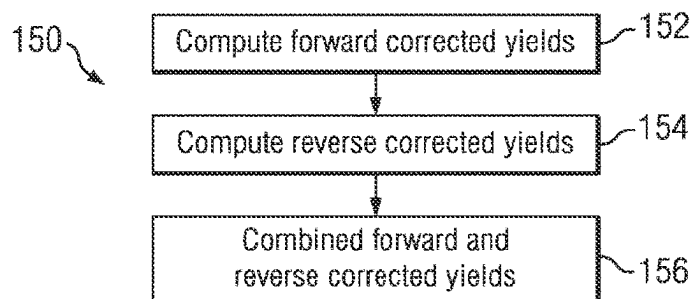 150
Compute forward corrected yields
152
Compute reverse corrected yields
154
Combined forward and
reverse corrected yields
156